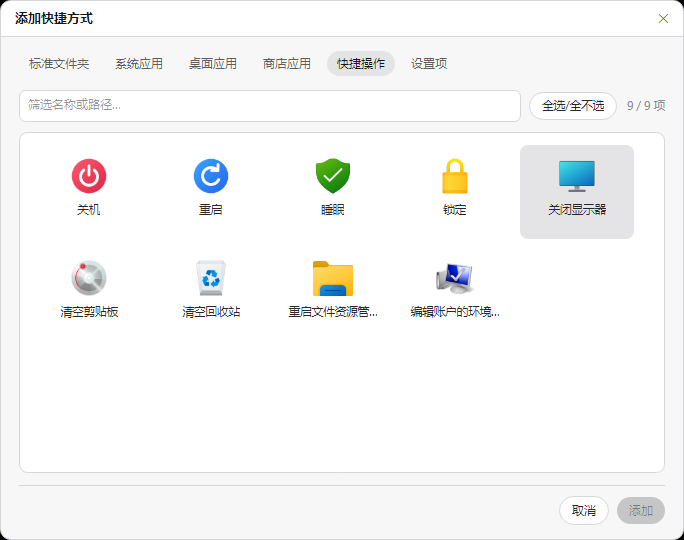 添加快捷方式
标准文件夹 系统应用 桌面应用 商店应用 快捷操作 设置项
筛选名称或路径... 全选/全不选 9 / 9 项
关机 重启 睡眠 锁定 关闭显示器
清空剪贴板 清空回收站 重启文件资源管... 编辑账户的环境...
取消 添加